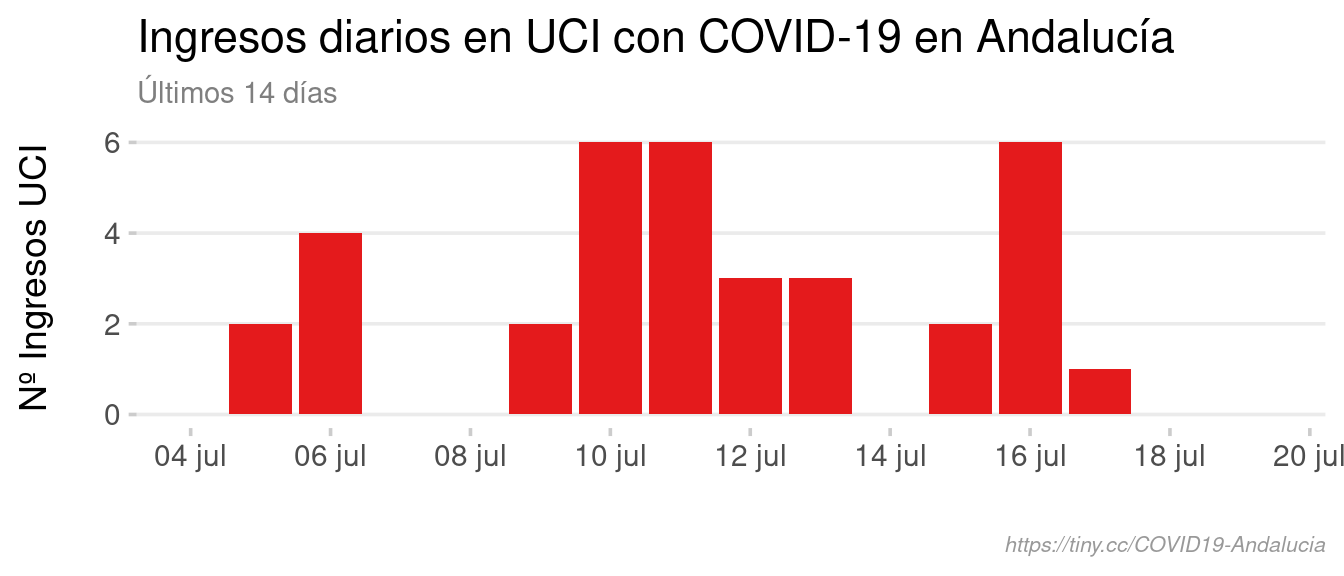 Ingresos diarios en UCI con COVID-19 en Andalucía
Últimos 14 días
Nº Ingresos UCI
6
4
2
0
04 jul 06 jul 08 jul 10 jul 12 jul 14 jul 16 jul 18 jul 20 jul
https://tiny.cc/COVID19-Andalucia